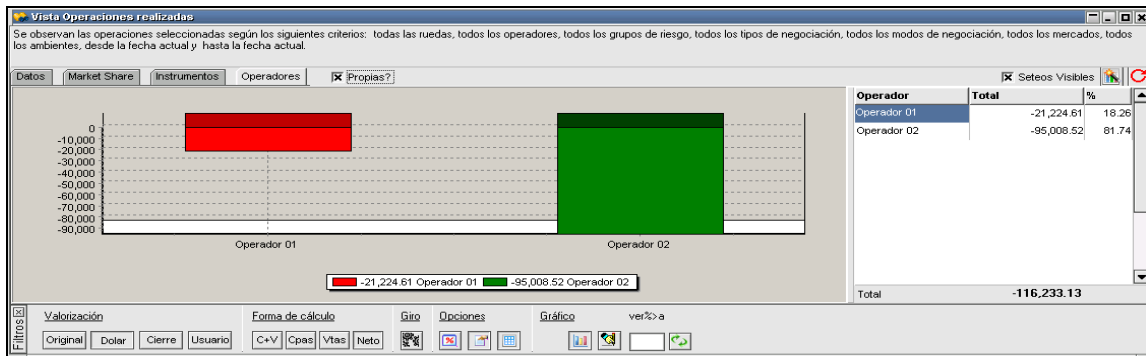 Vista Operaciones realizadas
Se observan las operaciones seleccionadas según los siguientes criterios: todas las ruedas, todos los operadores, todos los grupos de riesgo, todos los tipos de negociación, todos los modos de negociación, todos los mercados, todos
los ambientes, desde la fecha actual y hasta la fecha actual.
Datos Market Share Instrumentos Operadores Propias? Seteos Visibles
Operador Total %
Operador 01 -21,224.61 18.26
Operador 02 -95,008.52 81.74
0
-10,000
-20,000
-30,000
-40,000
-50,000
-60,000
-70,000
-80,000
-90,000
Operador 01 Operador 02
-21,224.61 Operador 01 -95,008.52 Operador 02
Total -116,233.13
Filtros
Valorización Forma de cálculo Giro Opciones Gráfico ver%>a
Original Dolar Cierre Usuario C+V Cpas Vtas Neto